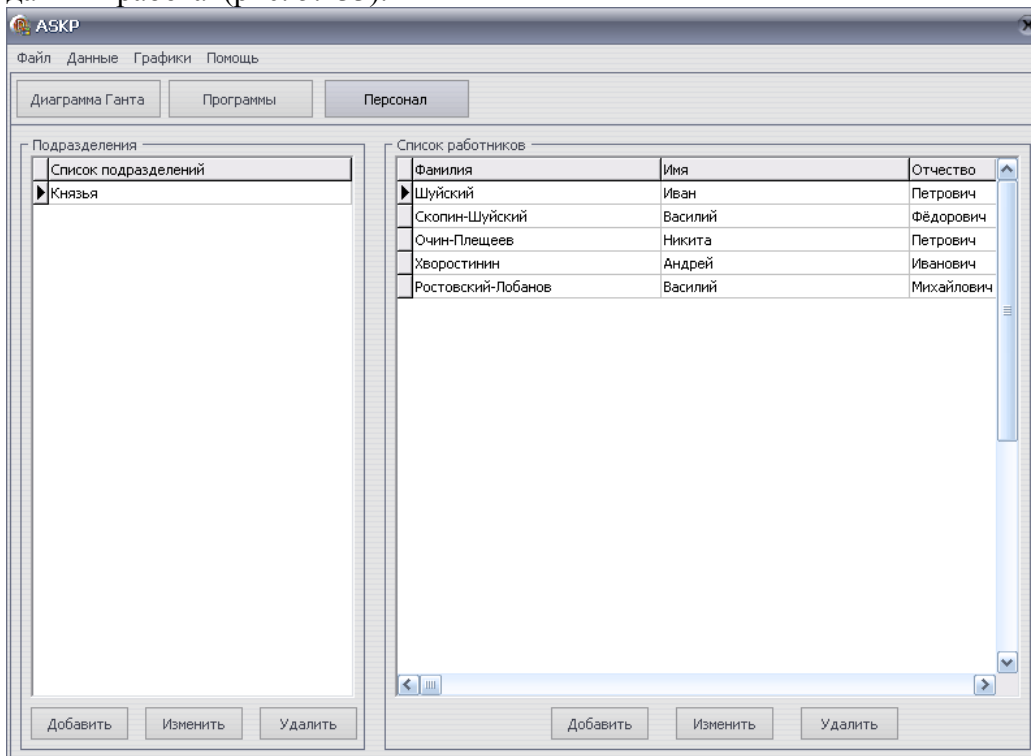 ASKP
Файл Данные Графики Помощь
Диаграмма Ганта Программы Персонал
Подразделения
Список подразделений
Князья
Добавить Изменить Удалить
Список работников
Фамилия Имя Отчество
Шуйский Иван Петрович
Скопин-Шуйский Василий Фёдорович
Очин-Плещеев Никита Петрович
Хворостинин Андрей Иванович
Ростовский-Лобанов Василий Михайлович
Добавить Изменить Удалить